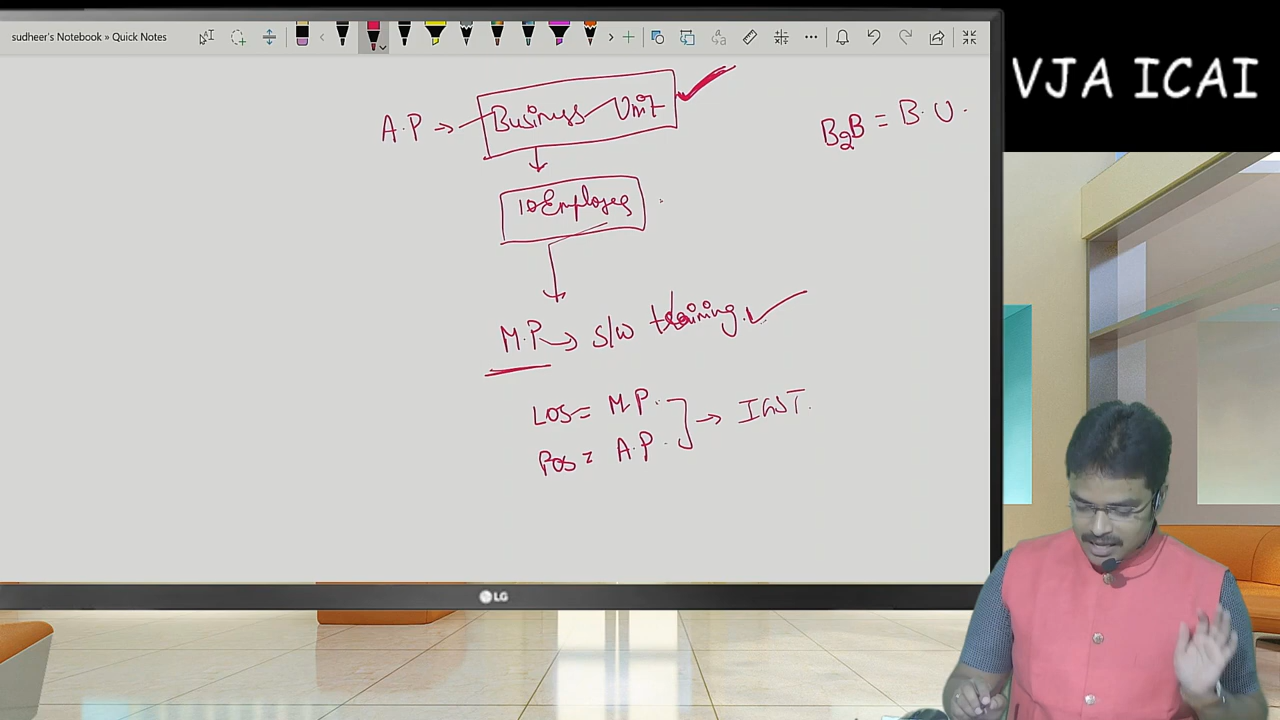 sudheer's Notebook » Quick Notes
VJA ICAI
A.P → Business Unit
B2B = B.U.
10 Employees
M.P → S/W training.
LOS = M.P.
→ IGST.
POS = A.P.
LG